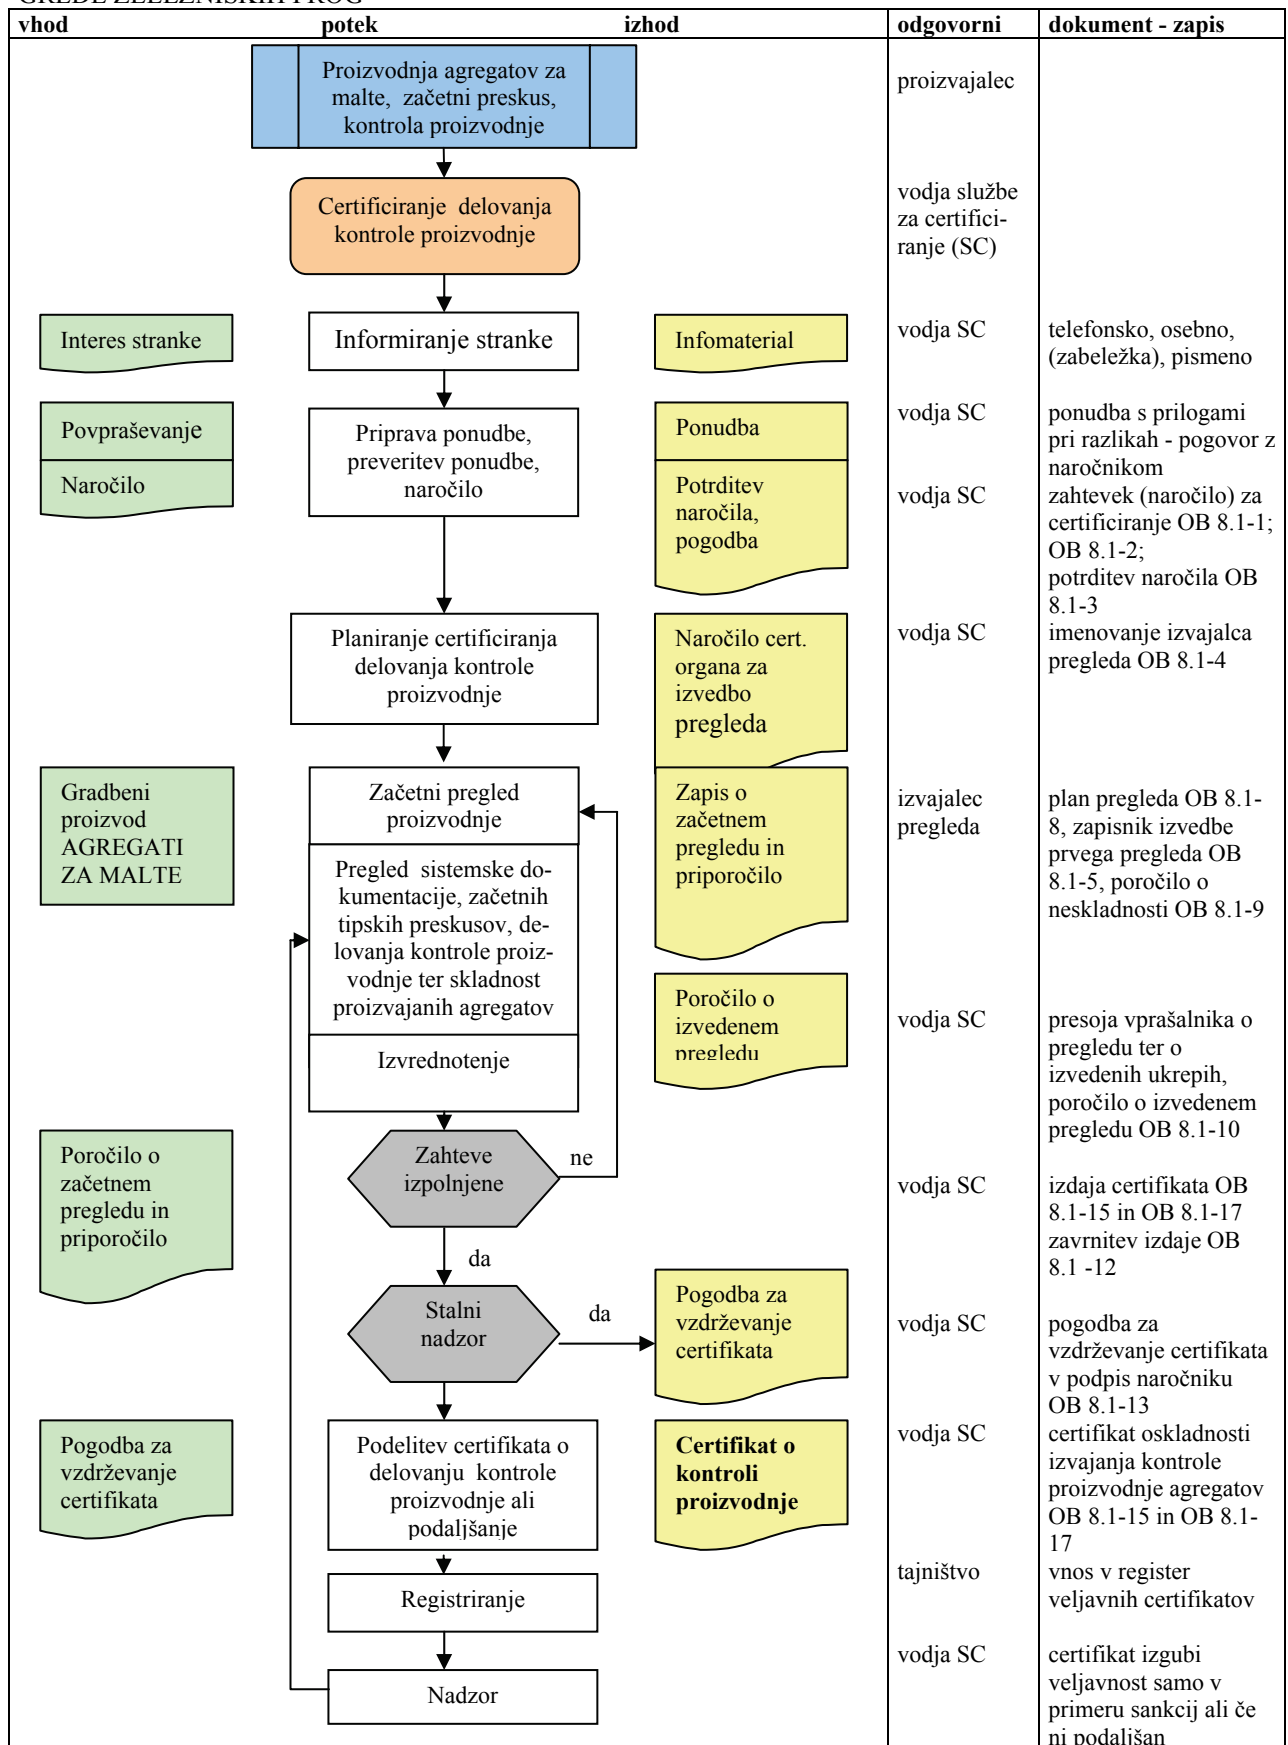 vhod potek izhod odgovorni dokument - zapis
Proizvodnja agregatov za
malte, začetni preskus,
kontrola proizvodnje
proizvajalec
Certificiranje delovanja
kontrole proizvodnje
vodja službe
za certifici-
ranje (SC)
Interes stranke
Informiranje stranke
Infomaterial
vodja SC
telefonsko, osebno,
(zabeležka), pismeno
Povpraševanje
Naročilo
Priprava ponudbe,
preveritev ponudbe,
naročilo
Ponudba
Potrditev
naročila,
pogodba
vodja SC
vodja SC
ponudba s prilogami
pri razlikah - pogovor z
naročnikom
zahtevek (naročilo) za
certificiranje OB 8.1-1;
OB 8.1-2;
potrditev naročila OB
8.1-3
Planiranje certificiranja
delovanja kontrole
proizvodnje
Naročilo cert.
organa za
izvedbo
pregleda
vodja SC
imenovanje izvajalca
pregleda OB 8.1-4
Gradbeni
proizvod
AGREGATI
ZA MALTE
Začetni pregled
proizvodnje
Pregled sistemske do-
kumentacije, začetnih
tipskih preskusov, de-
lovanja kontrole proiz-
vodnje ter skladnost
proizvajanih agregatov
Izvrednotenje
Zapis o
začetnem
pregledu in
priporočilo
izvajalec
pregleda
plan pregleda OB 8.1-
8, zapisnik izvedbe
prvega pregleda OB
8.1-5, poročilo o
neskladnosti OB 8.1-9
Poročilo o
izvedenem
pregledu
vodja SC
presoja vprašalnika o
pregledu ter o
izvedenih ukrepih,
poročilo o izvedenem
pregledu OB 8.1-10
Poročilo o
začetnem
pregledu in
priporočilo
Zahteve
izpolnjene
ne
da
vodja SC
izdaja certifikata OB
8.1-15 in OB 8.1-17
zavrnitev izdaje OB
8.1 -12
Stalni
nadzor
da
Pogodba za
vzdrževanje
certifikata
vodja SC
pogodba za
vzdrževanje certifikata
v podpis naročniku
OB 8.1-13
Pogodba za
vzdrževanje
certifikata
Podelitev certifikata o
delovanju kontrole
proizvodnje ali
podaljšanje
Certifikat o
kontroli
proizvodnje
vodja SC
certifikat oskladnosti
izvajanja kontrole
proizvodnje agregatov
OB 8.1-15 in OB 8.1-
17
Registriranje
tajništvo
vnos v register
veljavnih certifikatov
Nadzor
vodja SC
certifikat izgubi
veljavnost samo v
primeru sankcij ali če
ni podaljšan